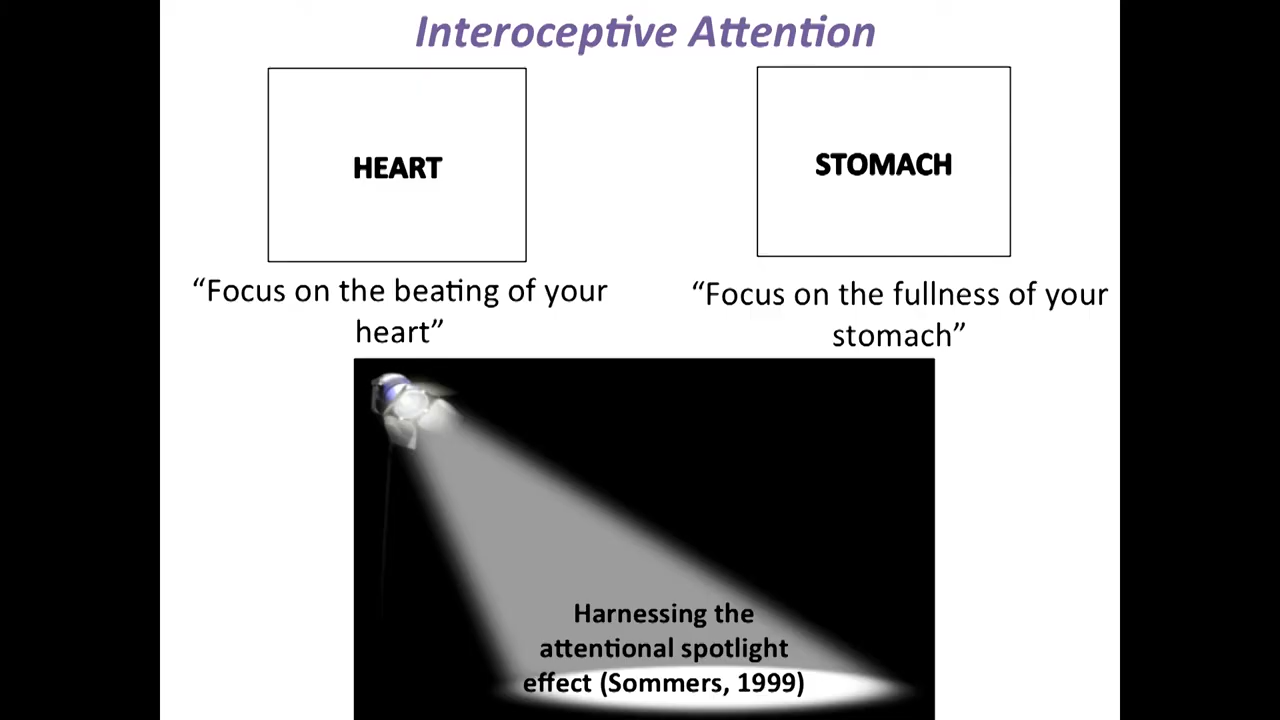 Interoceptive Attention
HEART
STOMACH
“Focus on the beating of your
heart”
“Focus on the fullness of your
stomach”
Harnessing the
attentional spotlight
effect (Sommers, 1999)